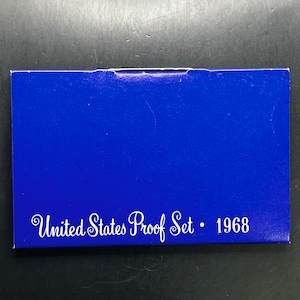 United States Proof Set • 1968